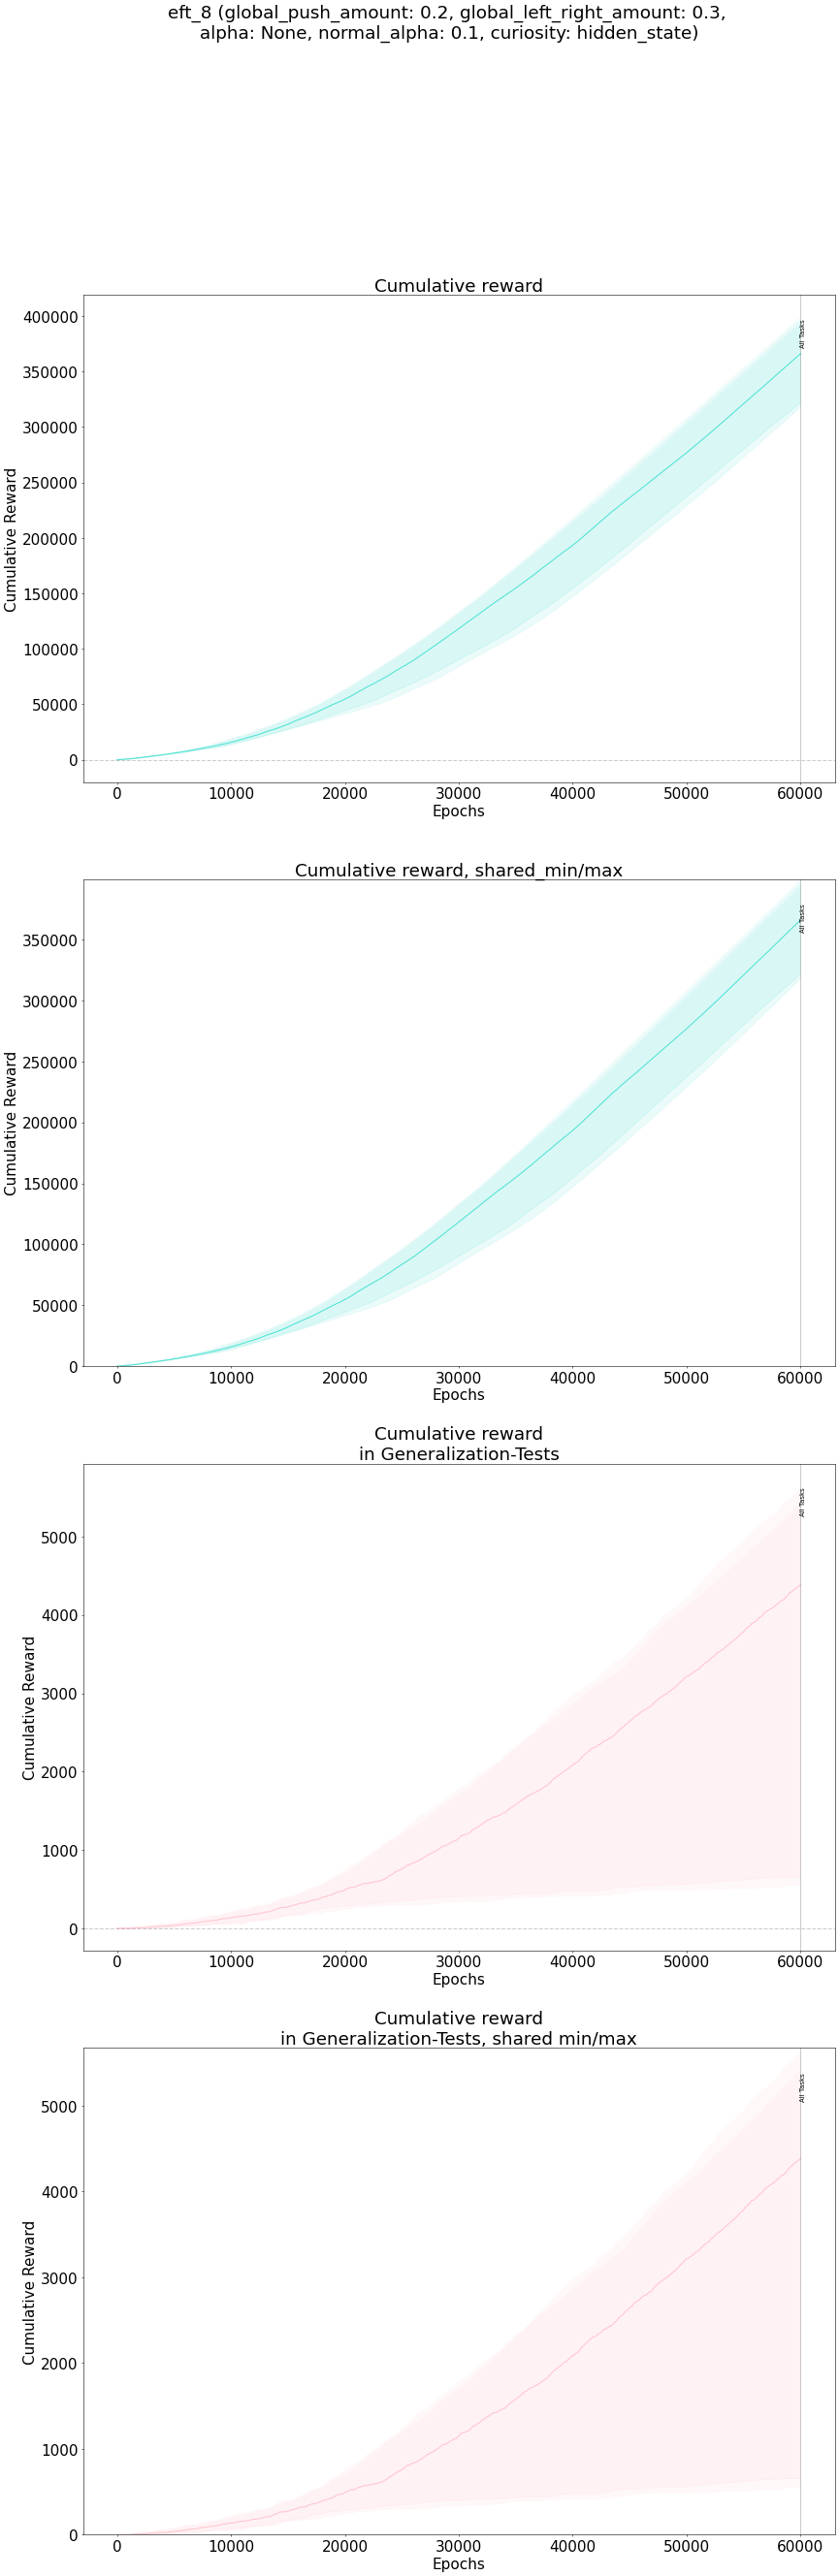 eft_8 (global_push_amount: 0.2, global_left_right_amount: 0.3,
alpha: None, normal_alpha: 0.1, curiosity: hidden_state)
Cumulative reward
400000
350000
300000
250000
200000
150000
100000
50000
0
Cumulative Reward
All Tasks
0 10000 20000 30000 40000 50000 60000
Epochs
Cumulative reward, shared_min/max
350000
300000
250000
200000
150000
100000
50000
0
Cumulative Reward
All Tasks
0 10000 20000 30000 40000 50000 60000
Epochs
Cumulative reward
in Generalization-Tests
5000
4000
3000
2000
1000
0
Cumulative Reward
All Tasks
0 10000 20000 30000 40000 50000 60000
Epochs
Cumulative reward
in Generalization-Tests, shared min/max
5000
4000
3000
2000
1000
0
Cumulative Reward
All Tasks
0 10000 20000 30000 40000 50000 60000
Epochs